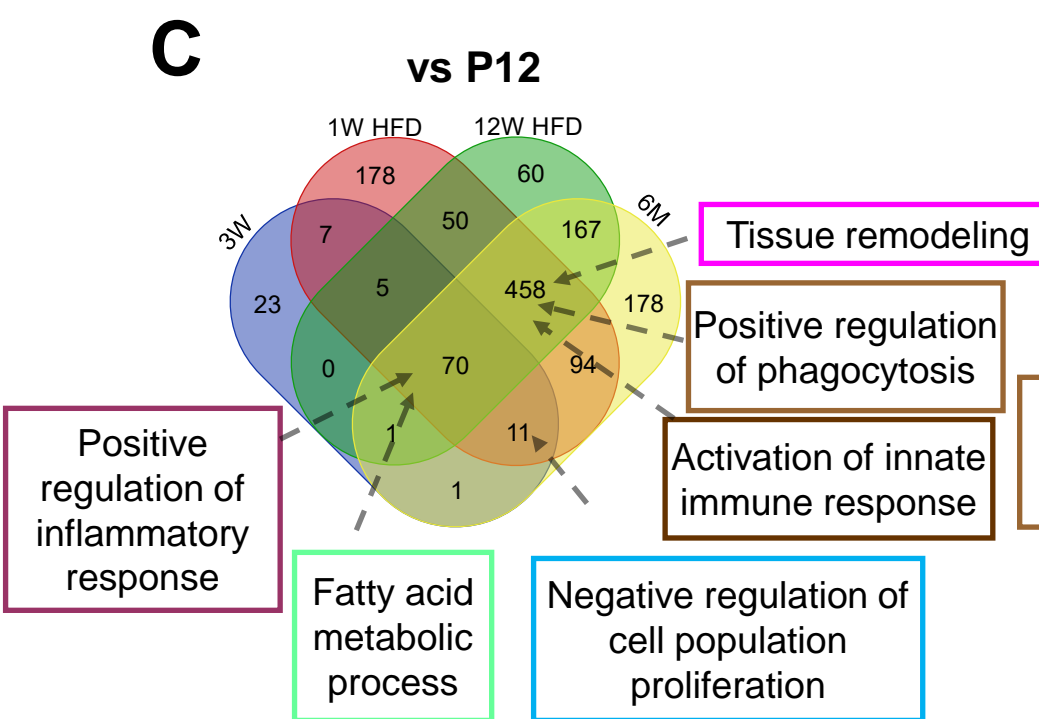 C
vs P12
1W HFD
12W HFD
3W
6M
178
60
7
50
167
23
5
458
178
0
70
94
1
11
1
Tissue remodeling
Positive regulation
of phagocytosis
Activation of innate
immune response
Positive
regulation of
inflammatory
response
Fatty acid
metabolic
process
Negative regulation of
cell population
proliferation